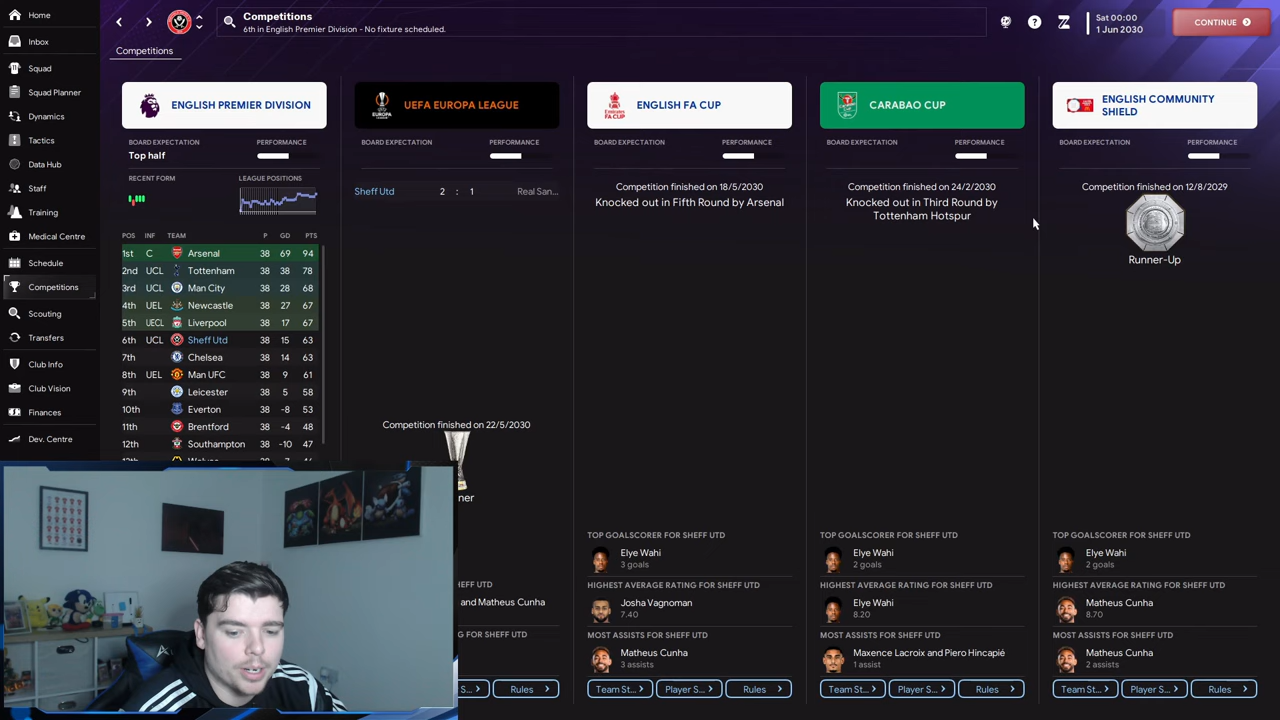 Home
Competitions
6th in English Premier Division - No fixture scheduled.
Sat 00:00
1 Jun 2030
CONTINUE
Inbox
Squad
Squad Planner
Dynamics
Tactics
Data Hub
Staff
Training
Medical Centre
Schedule
Competitions
Scouting
Transfers
Club Info
Club Vision
Finances
Dev. Centre
Competitions
ENGLISH PREMIER DIVISION
BOARD EXPECTATION PERFORMANCE
Top half
RECENT FORM LEAGUE POSITIONS
POS INF TEAM P GD PTS
1st C Arsenal 38 69 94
2nd UCL Tottenham 38 38 78
3rd UCL Man City 38 28 68
4th UEL Newcastle 38 27 67
5th UECL Liverpool 38 17 67
6th UCL Sheff Utd 38 15 63
7th Chelsea 38 14 63
8th UEL Man UFC 38 9 61
9th Leicester 38 5 58
10th Everton 38 -8 53
11th Brentford 38 -4 48
12th Southampton 38 -10 47
UEFA EUROPA LEAGUE
BOARD EXPECTATION PERFORMANCE
Sheff Utd 2 : 1 Real San...
Competition finished on 22/5/2030
ner
HEFF UTD
and Matheus Cunha
NG FOR SHEFF UTD
S...
Rules
ENGLISH FA CUP
EMIRATES FA CUP
BOARD EXPECTATION PERFORMANCE
Competition finished on 18/5/2030
Knocked out in Fifth Round by Arsenal
TOP GOALSCORER FOR SHEFF UTD
Elye Wahi
3 goals
HIGHEST AVERAGE RATING FOR SHEFF UTD
Josha Vagnoman
7.40
MOST ASSISTS FOR SHEFF UTD
Matheus Cunha
3 assists
Team St...
Player S...
Rules
CARABAO CUP
BOARD EXPECTATION PERFORMANCE
Competition finished on 24/2/2030
Knocked out in Third Round by
Tottenham Hotspur
TOP GOALSCORER FOR SHEFF UTD
Elye Wahi
2 goals
HIGHEST AVERAGE RATING FOR SHEFF UTD
Elye Wahi
8.20
MOST ASSISTS FOR SHEFF UTD
Maxence Lacroix and Piero Hincapié
1 assist
Team St...
Player S...
Rules
ENGLISH COMMUNITY
SHIELD
BOARD EXPECTATION PERFORMANCE
Competition finished on 12/8/2029
Runner-Up
TOP GOALSCORER FOR SHEFF UTD
Elye Wahi
2 goals
HIGHEST AVERAGE RATING FOR SHEFF UTD
Matheus Cunha
8.70
MOST ASSISTS FOR SHEFF UTD
Matheus Cunha
2 assists
Team St...
Player S...
Rules